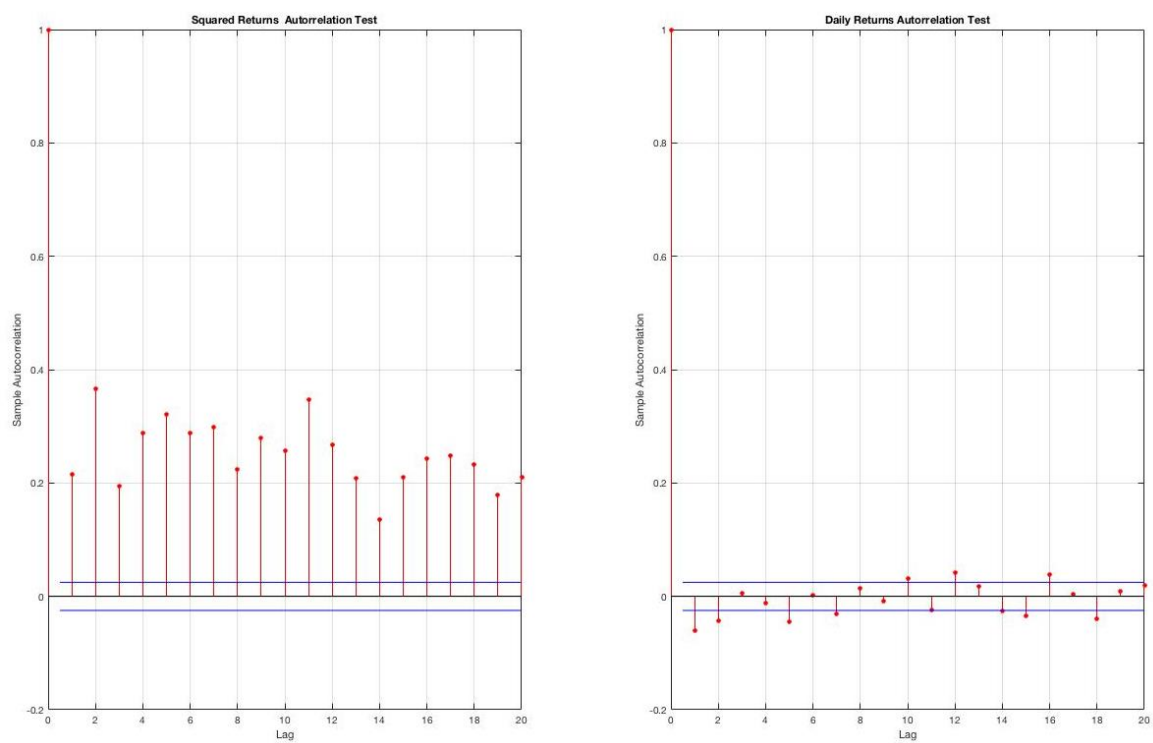 Squared Returns  Autorrelation Test
Sample Autocorrelation
1
0.8
0.6
0.4
0.2
0
-0.2
0 2 4 6 8 10 12 14 16 18 20
Lag
Daily Returns Autorrelation Test
Sample Autocorrelation
1
0.8
0.6
0.4
0.2
0
-0.2
0 2 4 6 8 10 12 14 16 18 20
Lag